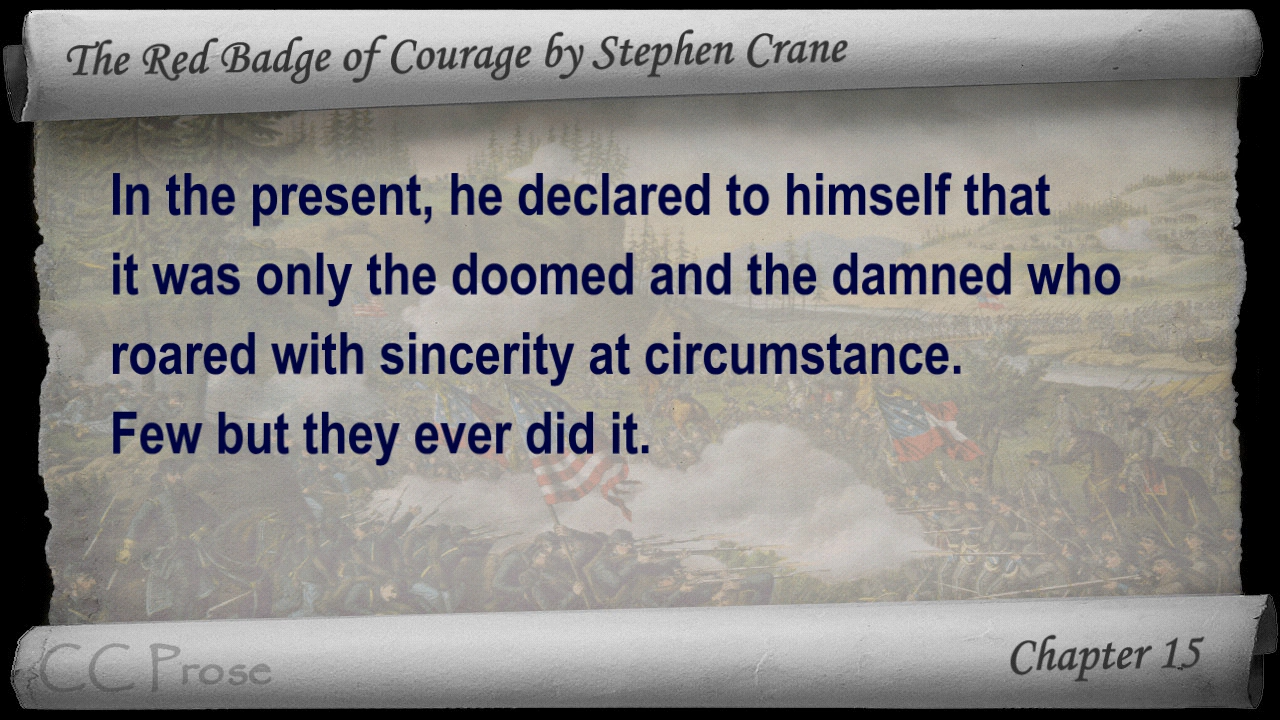 The Red Badge of Courage by Stephen Crane
In the present, he declared to himself that
it was only the doomed and the damned who
roared with sincerity at circumstance.
Few but they ever did it.
CC Prose
Chapter 15